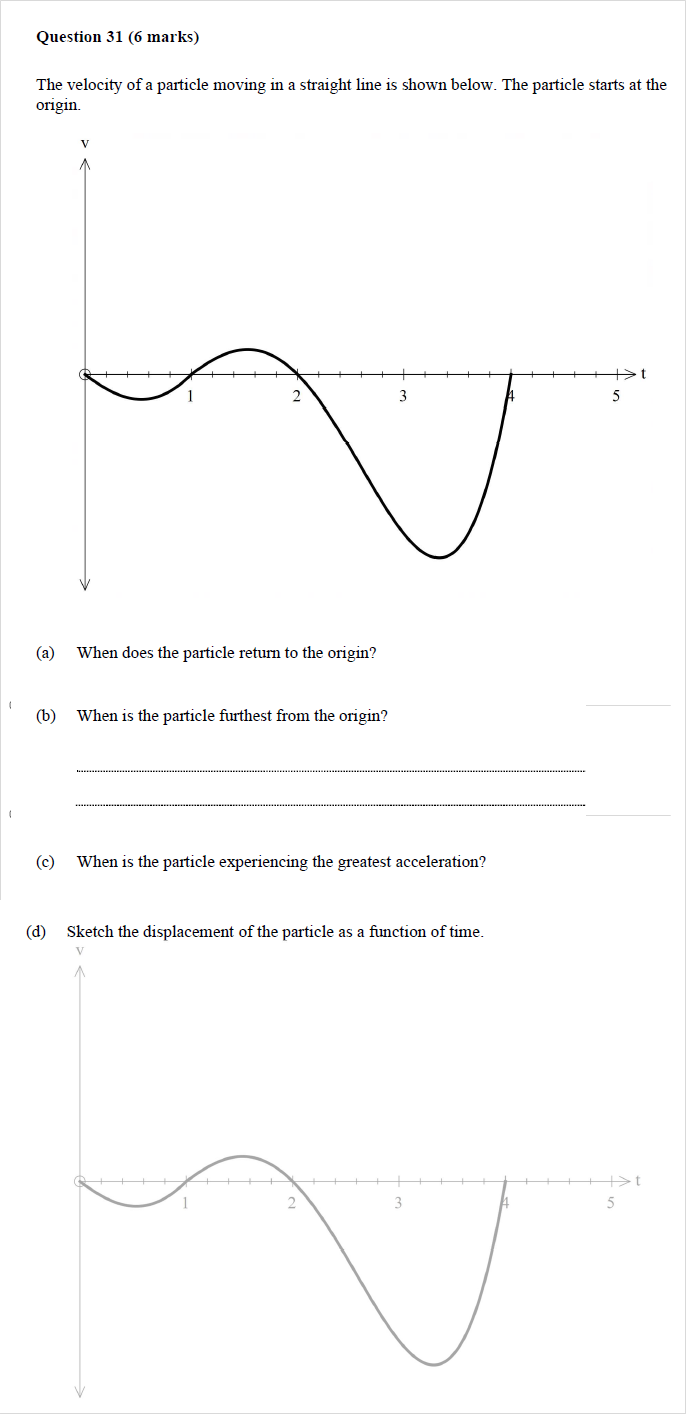 Question 31 (6 marks)
The velocity of a particle moving in a straight line is shown below. The particle starts at the
origin.
v
t
1 2 3 4 5
(a) When does the particle return to the origin?
(b) When is the particle furthest from the origin?
(c) When is the particle experiencing the greatest acceleration?
(d) Sketch the displacement of the particle as a function of time.
v
t
1 2 3 4 5